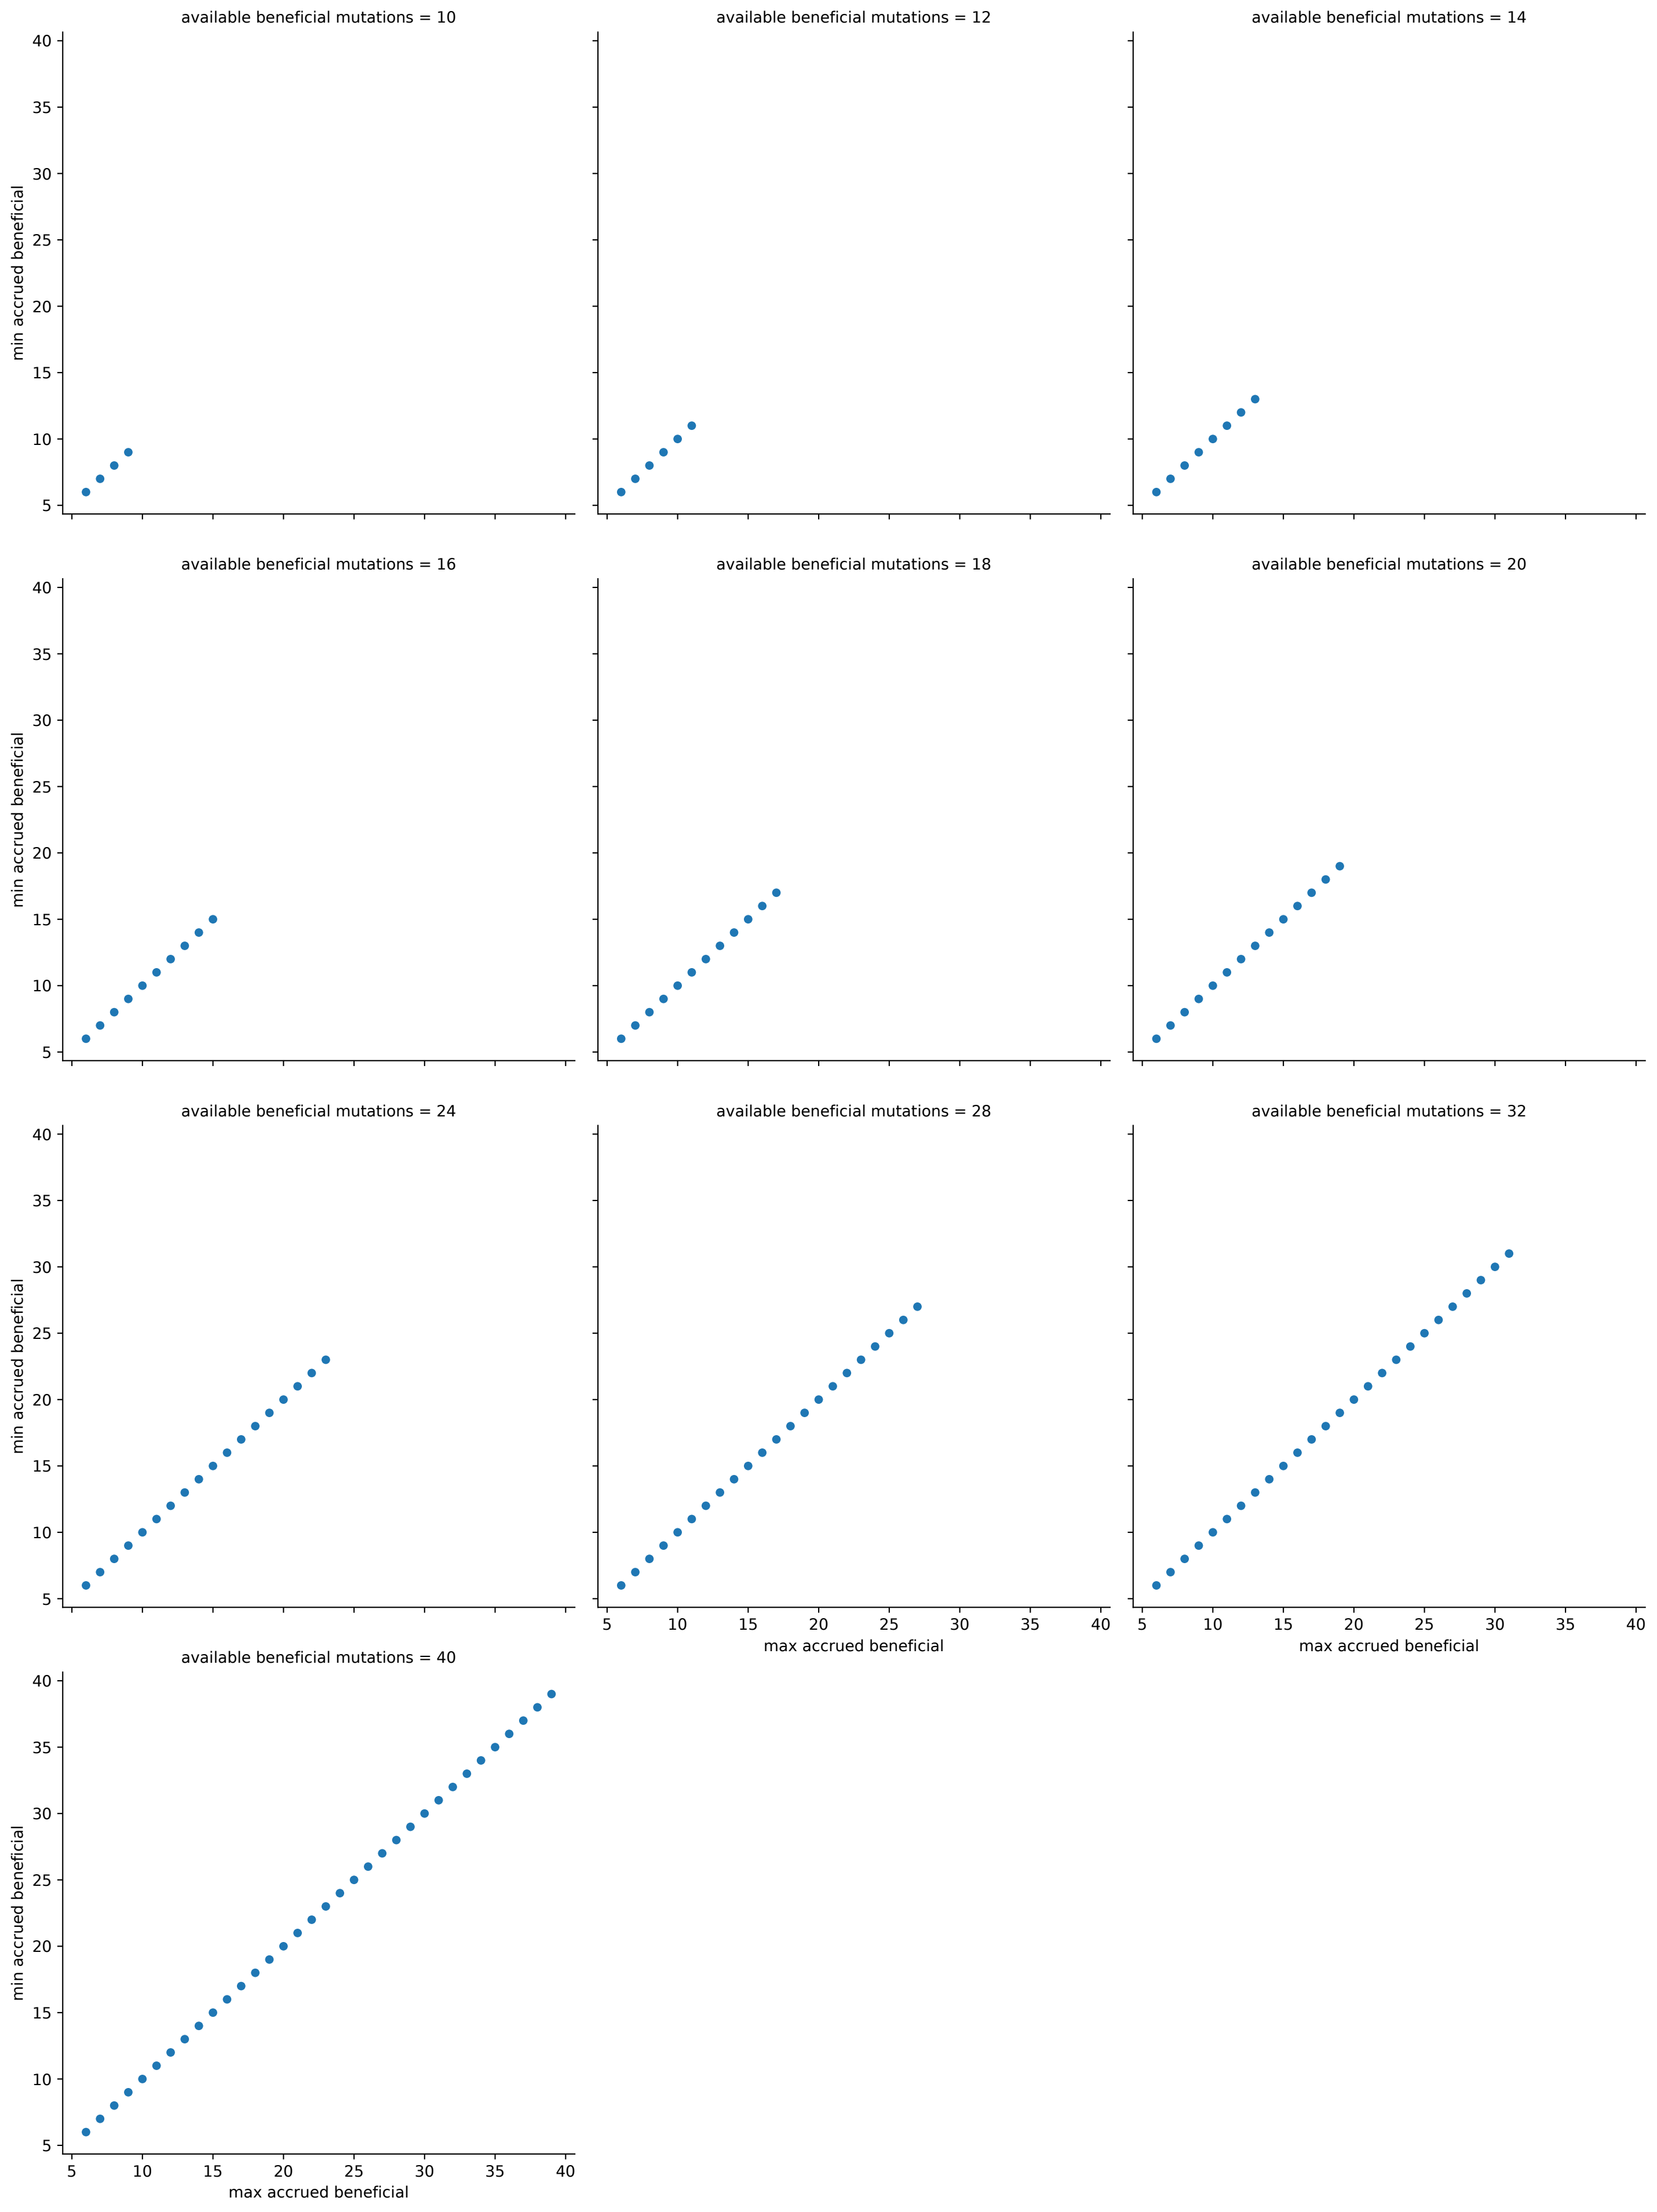 available beneficial mutations = 10
available beneficial mutations = 12
available beneficial mutations = 14
40
35
30
25
20
15
10
5
min accrued beneficial
available beneficial mutations = 16
available beneficial mutations = 18
available beneficial mutations = 20
40
35
30
25
20
15
10
5
min accrued beneficial
available beneficial mutations = 24
available beneficial mutations = 28
available beneficial mutations = 32
40
35
30
25
20
15
10
5
min accrued beneficial
5 10 15 20 25 30 35 40
max accrued beneficial
5 10 15 20 25 30 35 40
max accrued beneficial
available beneficial mutations = 40
40
35
30
25
20
15
10
5
min accrued beneficial
5 10 15 20 25 30 35 40
max accrued beneficial